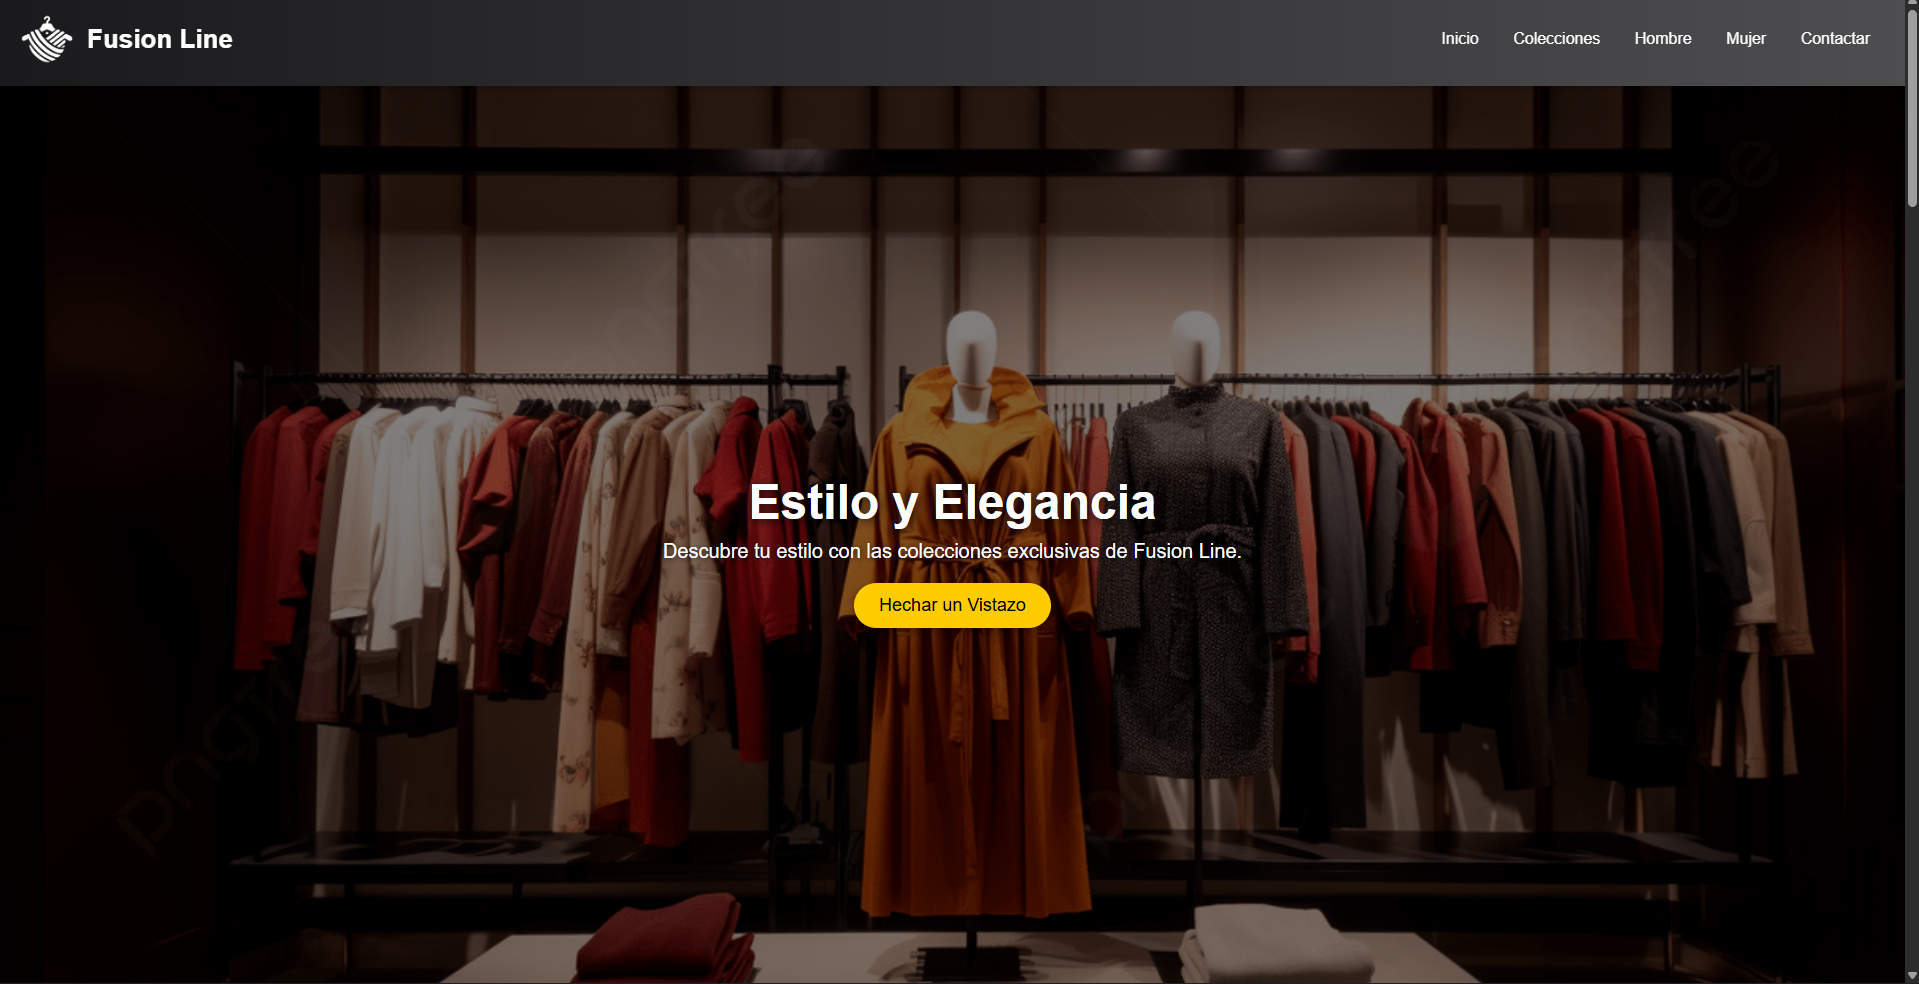 Fusion Line
Inicio
Colecciones
Hombre
Mujer
Contactar
Estilo y Elegancia
Descubre tu estilo con las colecciones exclusivas de Fusion Line.
Hechar un Vistazo